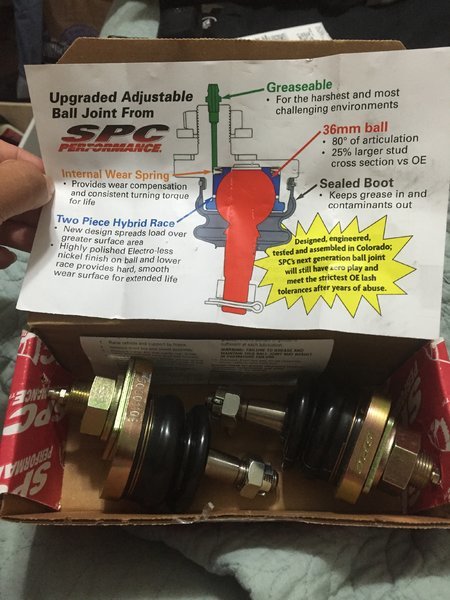 Upgraded Adjustable
Ball Joint From
SPC
PERFORMANCE.
Greaseable
• For the harshest and most
challenging environments
36mm ball
• 80° of articulation
• 25% larger stud
cross section vs OE
Internal Wear Spring
• Provides wear compensation
and consistent turning torque
for life
Sealed Boot
• Keeps grease in and
contaminants out
Two Piece Hybrid Race
• New design spreads load over
greater surface area
• Highly polished Electro-less
nickel finish on ball and lower
race provides hard, smooth
wear surface for extended life
Designed, engineered,
tested and assembled in Colorado;
SPC's next generation ball joint
will still have zero play and
meet the strictest OE lash
tolerances after years of abuse.
SPC
PERFORMANCE
SPC
PERFORMA